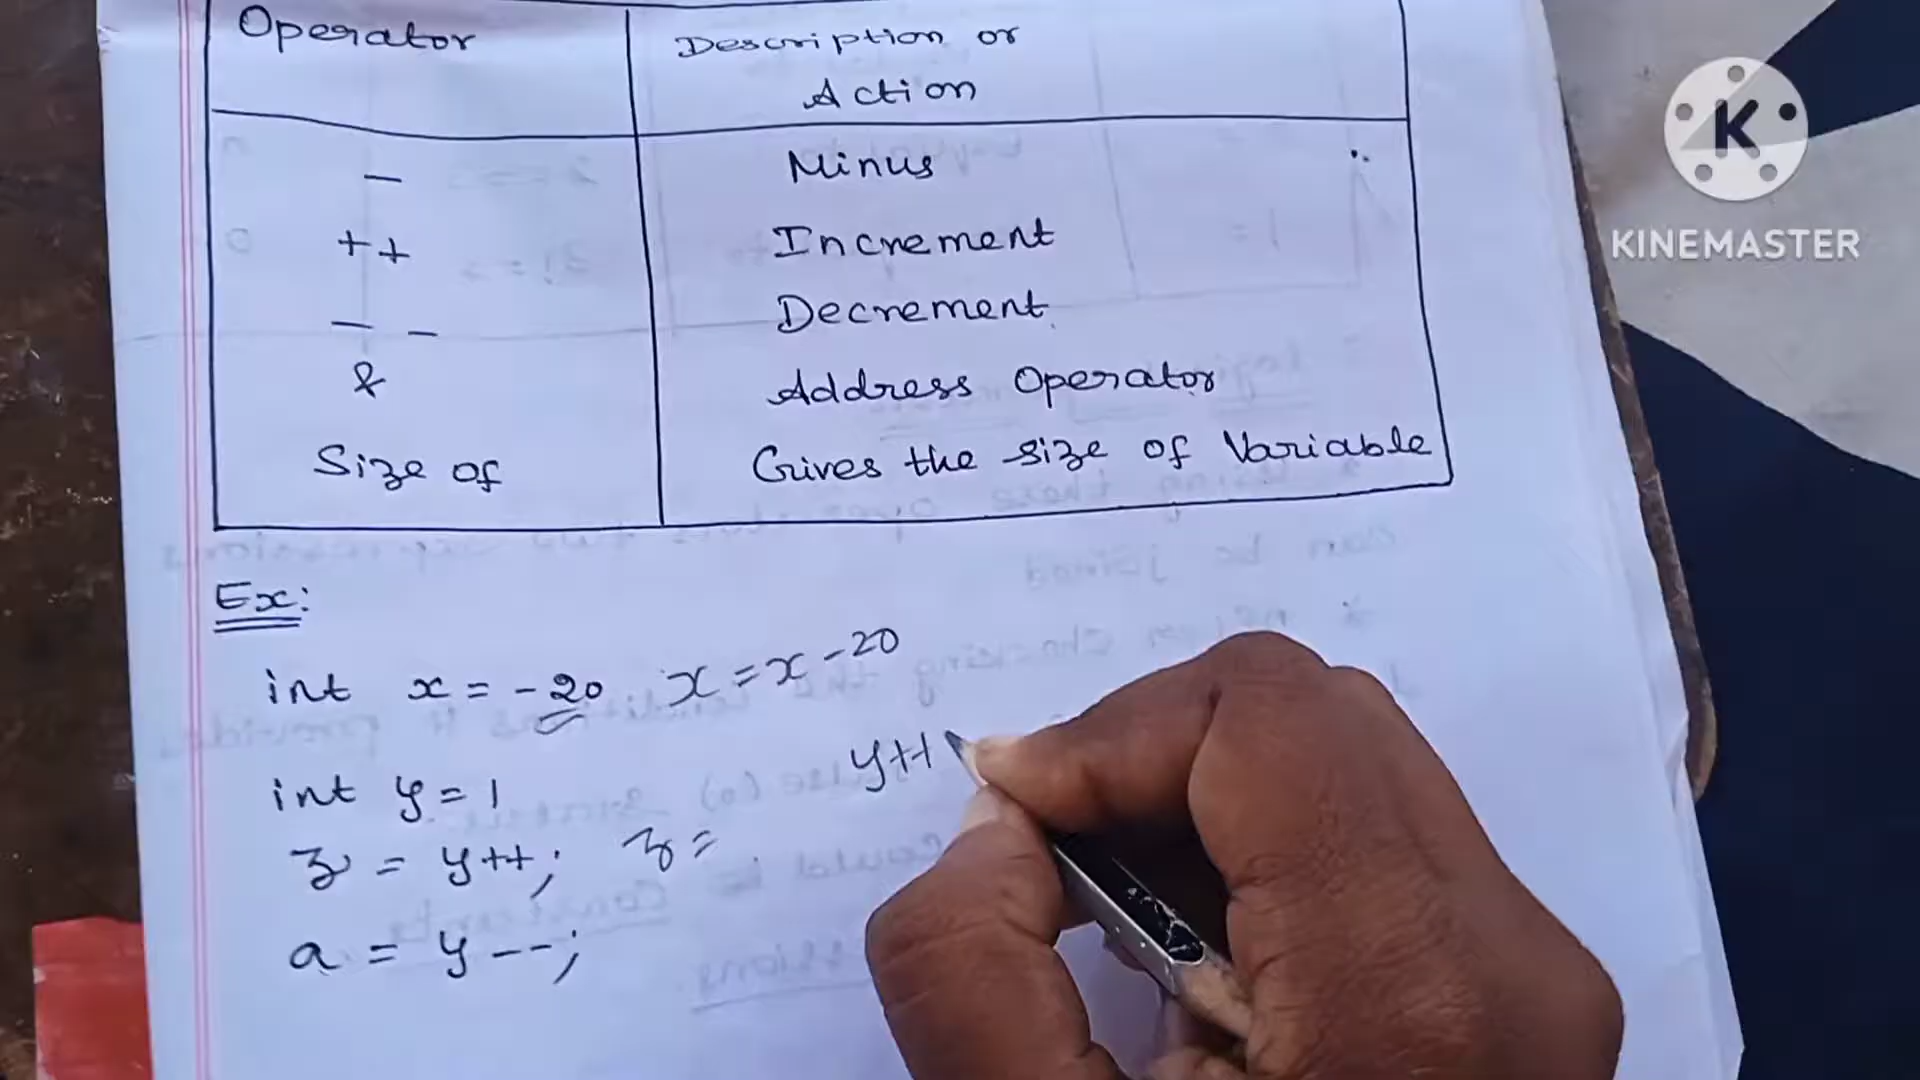 Operator Description or
Action
- Minus
++ Increment
-- Decrement
& Address Operator
Size of Gives the size of Variable
Ex:
int x = -20 x = x -20
y++
int y = 1
z = y++; z =
a = y --;
K
KINEMASTER